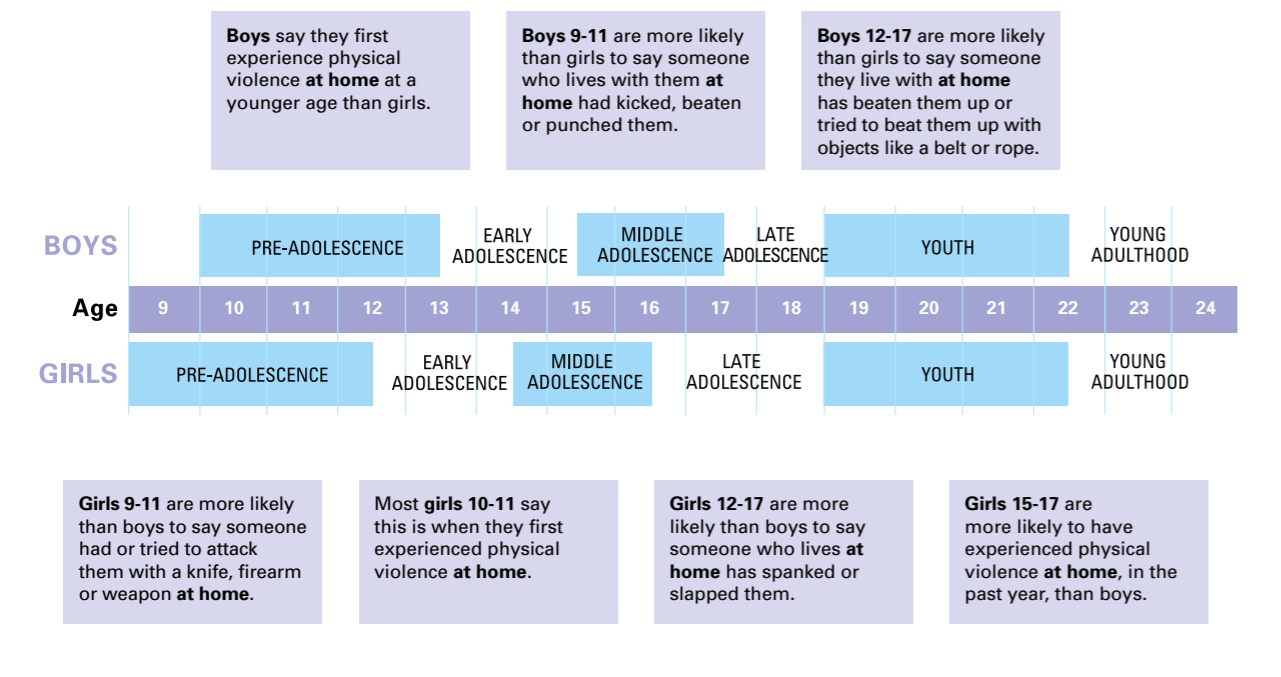 Boys say they first
experience physical
violence at home at a
younger age than girls.
Boys 9-11 are more likely
than girls to say someone
who lives with them at
home had kicked, beaten
or punched them.
Boys 12-17 are more likely
than girls to say someone
they live with at home
has beaten them up or
tried to beat them up with
objects like a belt or rope.
BOYS
PRE-ADOLESCENCE
EARLY
ADOLESCENCE
MIDDLE
ADOLESCENCE
LATE
ADOLESCENCE
YOUTH
YOUNG
ADULTHOOD
Age 9 10 11 12 13 14 15 16 17 18 19 20 21 22 23 24
GIRLS
PRE-ADOLESCENCE
EARLY
ADOLESCENCE
MIDDLE
ADOLESCENCE
LATE
ADOLESCENCE
YOUTH
YOUNG
ADULTHOOD
Girls 9-11 are more likely
than boys to say someone
had or tried to attack
them with a knife, firearm
or weapon at home.
Most girls 10-11 say
this is when they first
experienced physical
violence at home.
Girls 12-17 are more
likely than boys to say
someone who lives at
home has spanked or
slapped them.
Girls 15-17 are
more likely to have
experienced physical
violence at home, in the
past year, than boys.